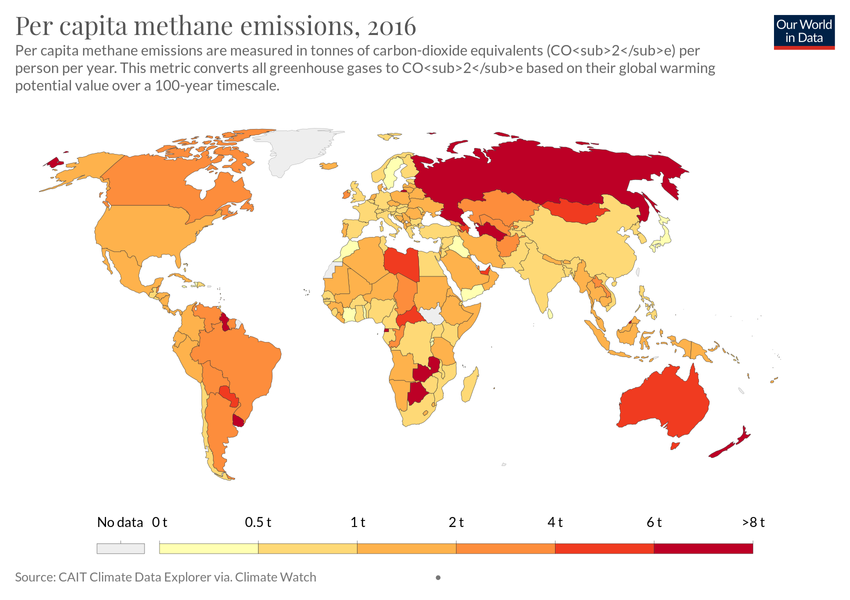 Per capita methane emissions, 2016
Our World
in Data
Per capita methane emissions are measured in tonnes of carbon-dioxide equivalents (CO<sub>2</sub>e) per
person per year. This metric converts all greenhouse gases to CO<sub>2</sub>e based on their global warming
potential value over a 100-year timescale.
No data 0 t 0.5 t 1 t 2 t 4 t 6 t >8 t
Source: CAIT Climate Data Explorer via. Climate Watch